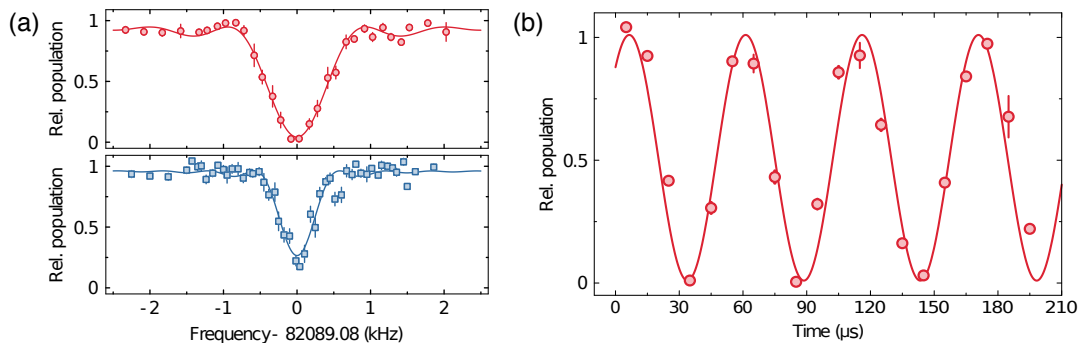 (a)
Rel. population
1
0.5
0
Rel. population
1
0.5
0
-2 -1 0 1 2
Frequency- 82089.08 (kHz)
(b)
Rel. population
1
0.5
0
0 30 60 90 120 150 180 210
Time (µs)